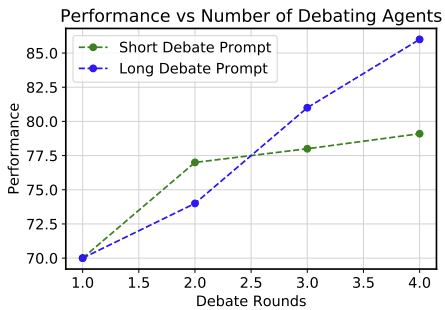 Performance vs Number of Debating Agents
Short Debate Prompt
Long Debate Prompt
Performance
85.0
82.5
80.0
77.5
75.0
72.5
70.0
1.0 1.5 2.0 2.5 3.0 3.5 4.0
Debate Rounds